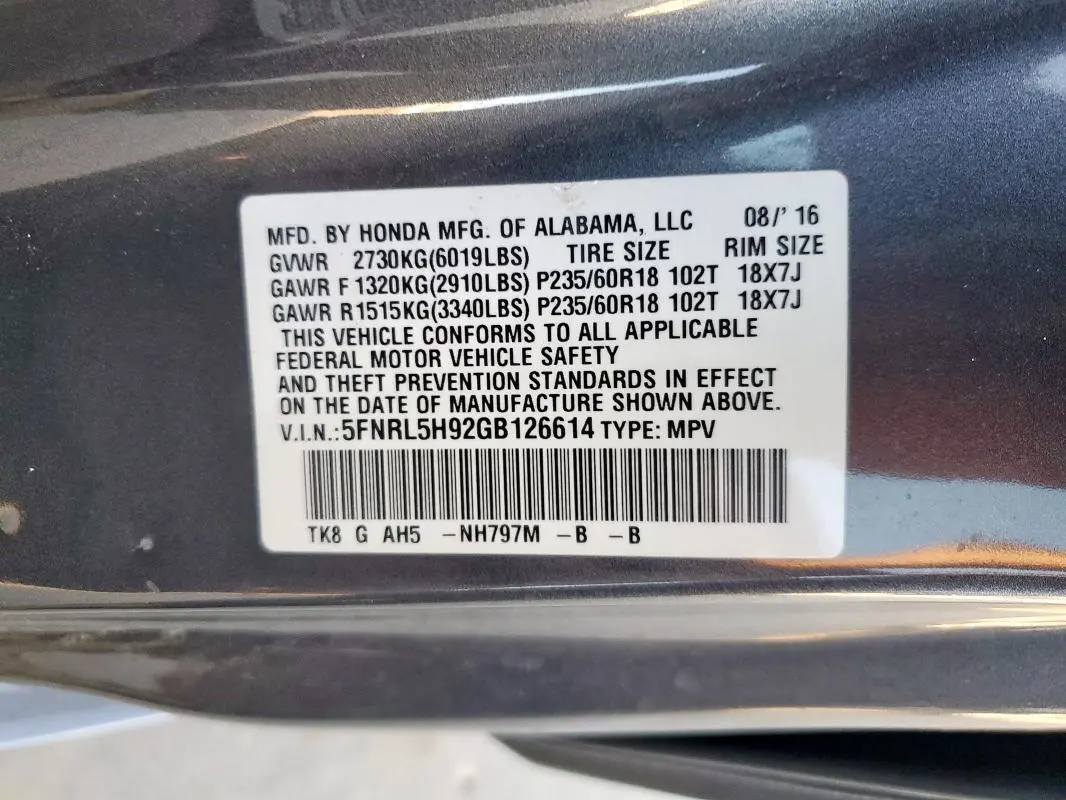 MFD. BY HONDA MFG. OF ALABAMA, LLC 08/' 16
GVWR 2730KG(6019LBS) TIRE SIZE RIM SIZE
GAWR F 1320KG(2910LBS) P235/60R18 102T 18X7J
GAWR R1515KG(3340LBS) P235/60R18 102T 18X7J
THIS VEHICLE CONFORMS TO ALL APPLICABLE
FEDERAL MOTOR VEHICLE SAFETY
AND THEFT PREVENTION STANDARDS IN EFFECT
ON THE DATE OF MANUFACTURE SHOWN ABOVE.
V.I.N.: 5FNRL5H92GB126614 TYPE: MPV
TK8 G AH5 -NH797M -B -B